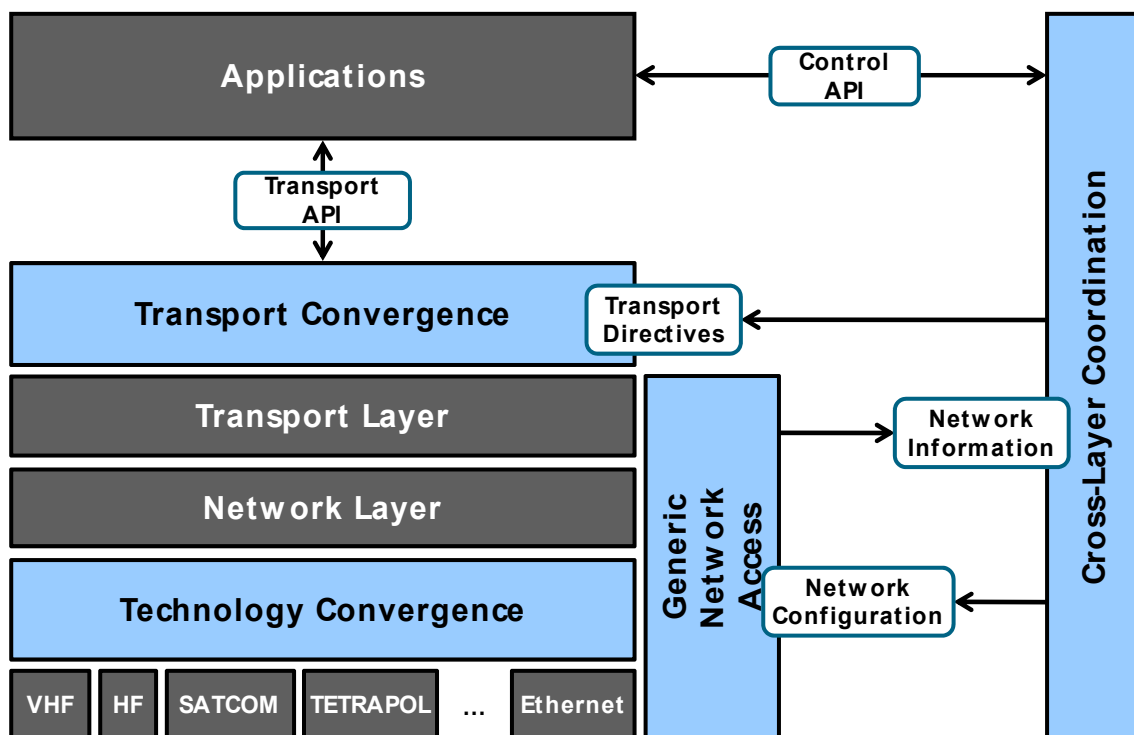 Applications
Control
API
Transport
API
Transport Convergence
Transport
Directives
Transport Layer
Network
Information
Network Layer
Generic
Network
Access
Cross-Layer Coordination
Technology Convergence
Network
Configuration
VHF
HF
SATCOM
TETRAPOL
...
Ethernet